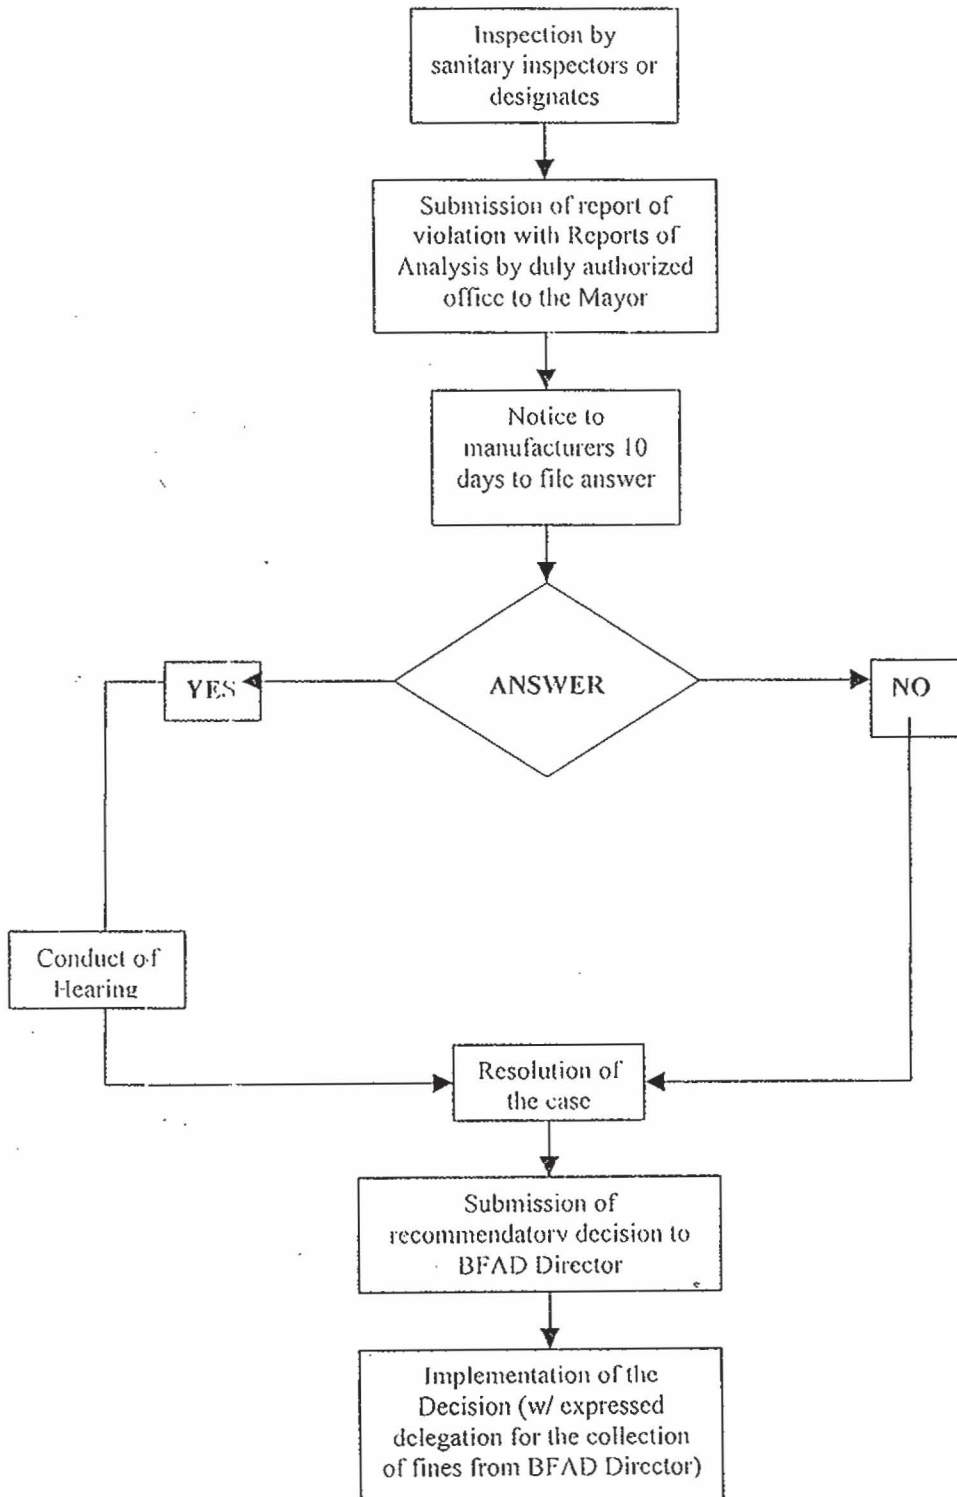 Inspection by
sanitary inspectors or
designates
Submission of report of
violation with Reports of
Analysis by duly authorized
office to the Mayor
Notice to
manufacturers 10
days to file answer
YES
ANSWER
NO
Conduct of
Hearing
Resolution of
the case
Submission of
recommendatory decision to
BFAD Director
Implementation of the
Decision (w/ expressed
delegation for the collection
of fines from BFAD Director)